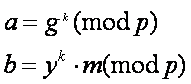 a = g^k (mod p)
b = y^k · m(mod p)